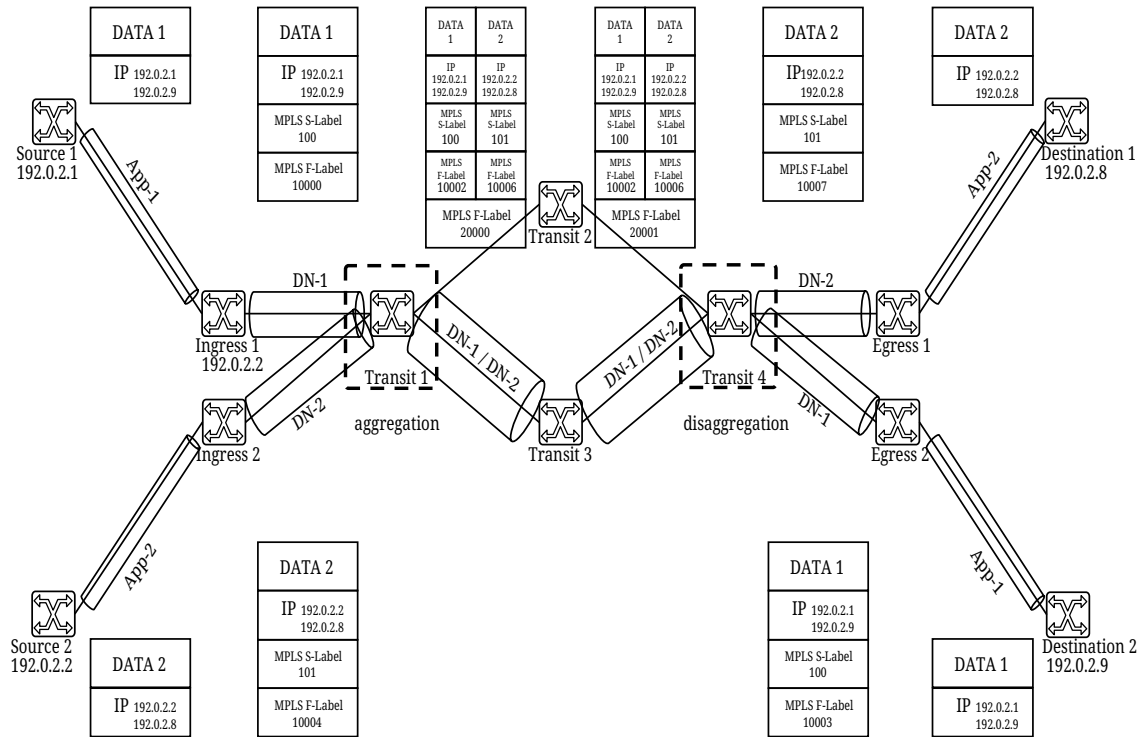 DATA 1
IP 192.0.2.1
192.0.2.9
DATA 1
IP 192.0.2.1
192.0.2.9
MPLS S-Label
100
MPLS F-Label
10000
DATA
1
DATA
2
IP
192.0.2.1
192.0.2.9
IP
192.0.2.2
192.0.2.8
MPLS
S-Label
100
MPLS
S-Label
101
MPLS
F-Label
10002
MPLS
F-Label
10006
MPLS F-Label
20000
DATA
1
DATA
2
IP
192.0.2.1
192.0.2.9
IP
192.0.2.2
192.0.2.8
MPLS
S-Label
100
MPLS
S-Label
101
MPLS
F-Label
10002
MPLS
F-Label
10006
MPLS F-Label
20001
DATA 2
IP192.0.2.2
192.0.2.8
MPLS S-Label
101
MPLS F-Label
10007
DATA 2
IP 192.0.2.2
192.0.2.8
Source 1
192.0.2.1
App-1
Transit 2
App-2
Destination 1
192.0.2.8
DN-1
DN-2
Ingress 1
192.0.2.2
Transit 1
DN-1 / DN-2
DN-1 / DN-2
Transit 4
Egress 1
DN-2
aggregation
disaggregation
DN-1
Ingress 2
Transit 3
Egress 2
App-2
App-1
Source 2
192.0.2.2
Destination 2
192.0.2.9
DATA 2
IP 192.0.2.2
192.0.2.8
DATA 2
IP 192.0.2.2
192.0.2.8
MPLS S-Label
101
MPLS F-Label
10004
DATA 1
IP 192.0.2.1
192.0.2.9
MPLS S-Label
100
MPLS F-Label
10003
DATA 1
IP 192.0.2.1
192.0.2.9